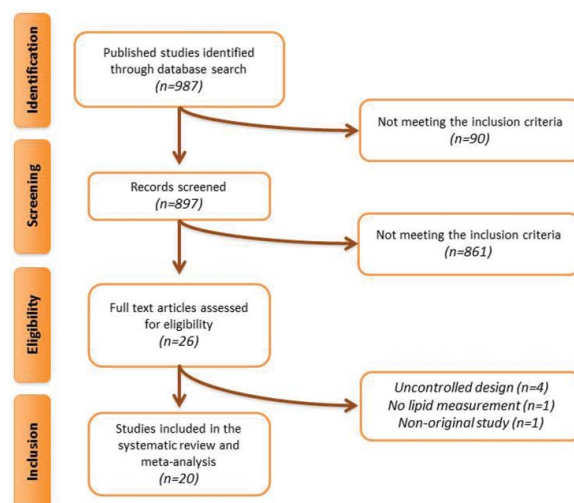 Identification
Published studies identified
through database search
(n=987)
Not meeting the inclusion criteria
(n=90)
Screening
Records screened
(n=897)
Not meeting the inclusion criteria
(n=861)
Eligibility
Full text articles assessed
for eligibility
(n=26)
Uncontrolled design (n=4)
No lipid measurement (n=1)
Non-original study (n=1)
Inclusion
Studies included in the
systematic review and
meta-analysis
(n=20)